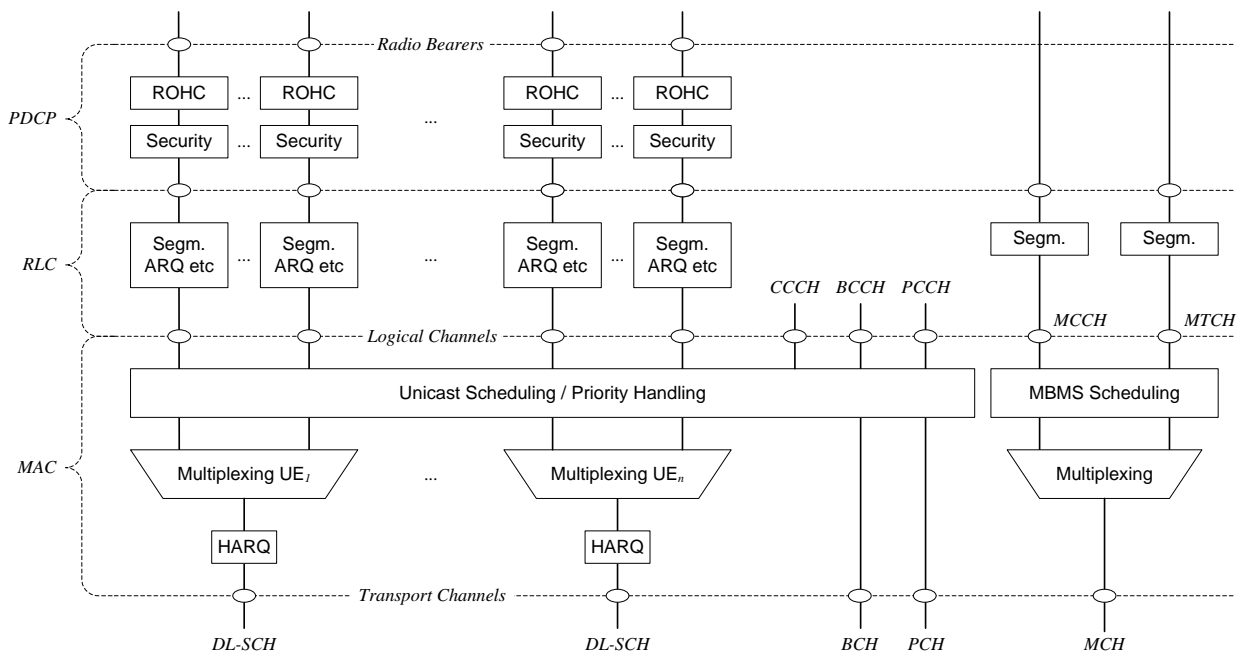 Radio Bearers
ROHC ... ROHC ROHC ... ROHC
PDCP ...
Security ... Security Security ... Security
Segm. ARQ etc ... Segm. ARQ etc ... Segm. ARQ etc ... Segm. ARQ etc Segm. Segm.
RLC
CCCH BCCH PCCH
MCCH MTCH
Logical Channels
Unicast Scheduling / Priority Handling MBMS Scheduling
MAC Multiplexing UE1 ... Multiplexing UEn Multiplexing
HARQ HARQ
Transport Channels
DL-SCH DL-SCH BCH PCH MCH